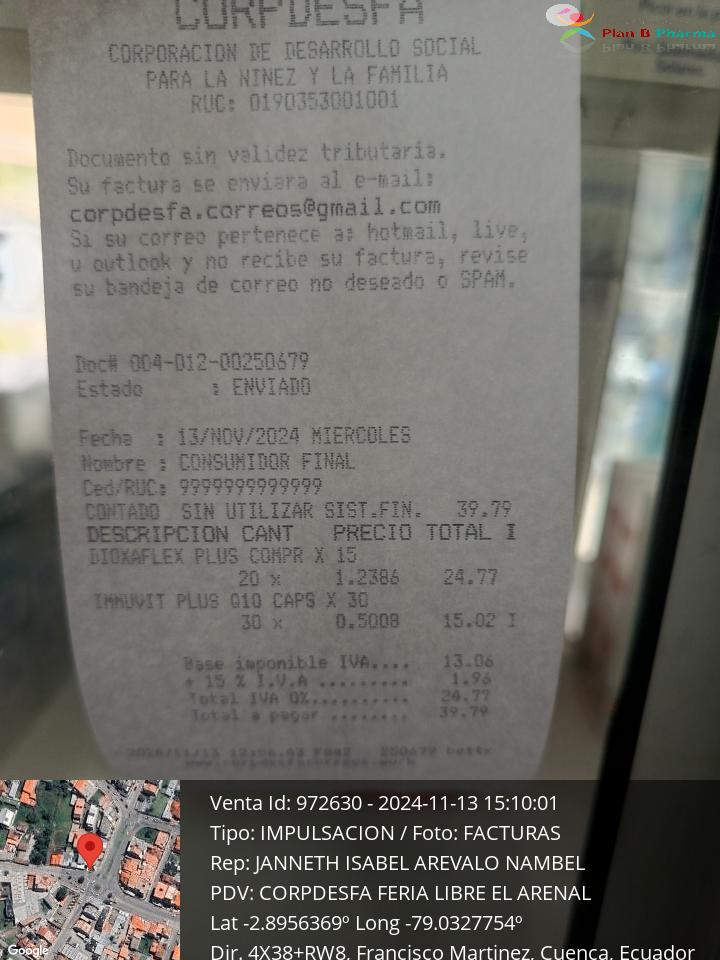 CORPDESFA
Plan B Pharma
CORPORACION DE DESARROLLO SOCIAL
PARA LA NINEZ Y LA FAMILIA
RUC: 0190353001001
Documento sin validez tributaria.
Su factura se enviara al e-mail:
corpdesfa.correos@gmail.com
Si su correo pertenece a: hotmail, live,
u outlook y no recibe su factura, revise
su bandeja de correo no deseado o SPAM.
Doc# 004-012-00250679
Estado : ENVIADO
Fecha : 13/NOV/2024 MIERCOLES
Nombre : CONSUMIDOR FINAL
Ced/RUC: 9999999999999
CONTADO SIN UTILIZAR SIST.FIN. 39.79
DESCRIPCION CANT PRECIO TOTAL I
DIOXAFLEX PLUS COMPR X 15
20 x 1.2386 24.77
IMMUVIT PLUS Q10 CAPS X 30
30 x 0.5008 15.02 I
Base imponible IVA.... 13.06
+ 15 % I.V.A ......... 1.96
Total IVA 0%.......... 24.77
Total a pagar ........ 39.79
Venta Id: 972630 - 2024-11-13 15:10:01
Tipo: IMPULSACION / Foto: FACTURAS
Rep: JANNETH ISABEL AREVALO NAMBEL
PDV: CORPDESFA FERIA LIBRE EL ARENAL
Lat -2.8956369º Long -79.0327754º
Dir. 4X38+RW8, Francisco Martinez, Cuenca, Ecuador
Google